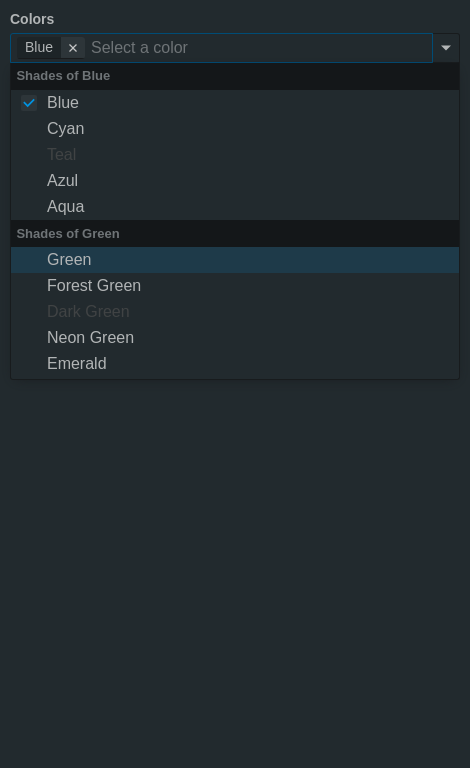 Colors
Blue Select a color
Shades of Blue
Blue
Cyan
Teal
Azul
Aqua
Shades of Green
Green
Forest Green
Dark Green
Neon Green
Emerald